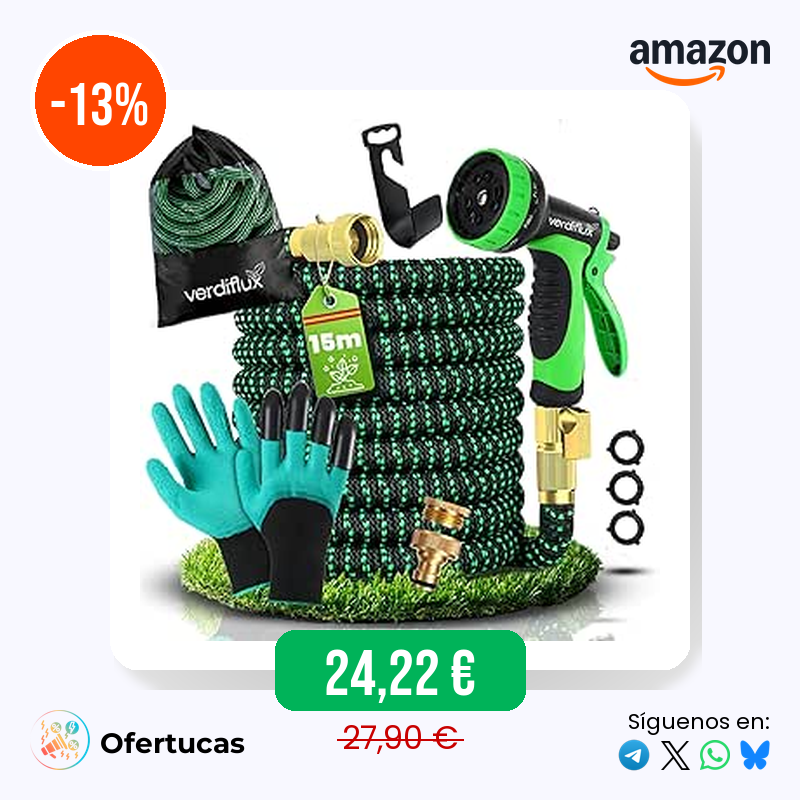 -13%
amazon
verdiflux
verdiflux
15m
24,22 €
27,90 €
Ofertucas
Síguenos en: